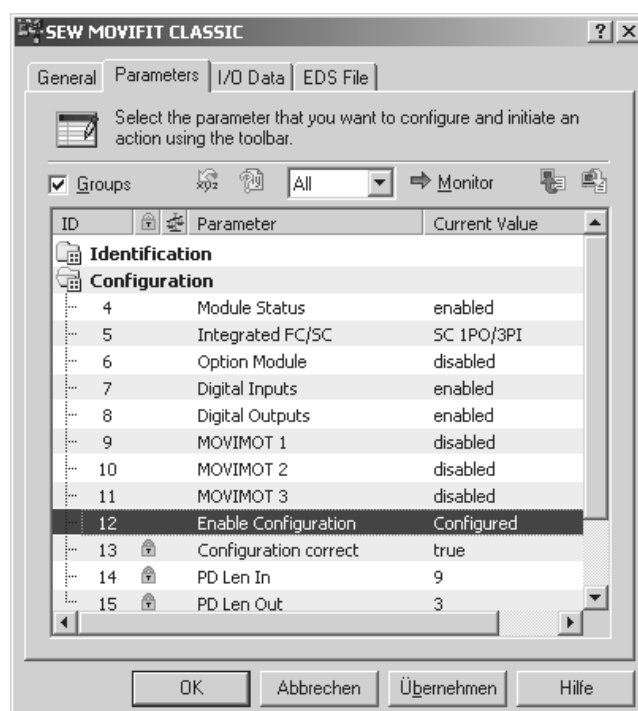 SEW MOVIFIT CLASSIC
General Parameters I/O Data EDS File
Select the parameter that you want to configure and initiate an
action using the toolbar.
Groups All Monitor
ID Parameter Current Value
Identification
Configuration
4 Module Status enabled
5 Integrated FC/SC SC 1PO/3PI
6 Option Module disabled
7 Digital Inputs enabled
8 Digital Outputs enabled
9 MOVIMOT 1 disabled
10 MOVIMOT 2 disabled
11 MOVIMOT 3 disabled
12 Enable Configuration Configured
13 Configuration correct true
14 PD Len In 9
15 PD Len Out 3
OK Abbrechen Übernehmen Hilfe